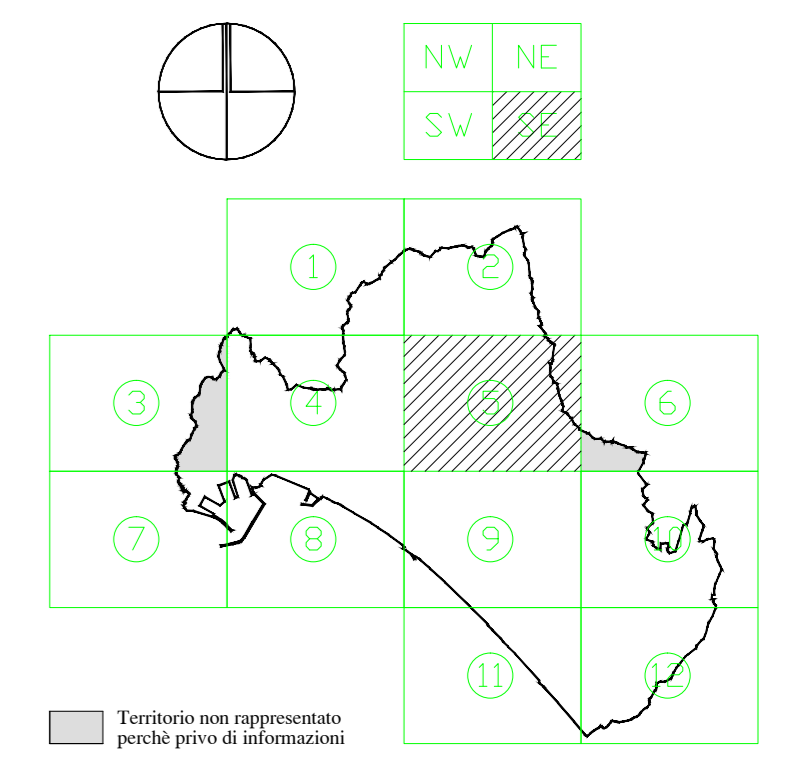 NW NE
SW SE
1 2
3 4 5 6
7 8 9 10
11 12
Territorio non rappresentato
perchè privo di informazioni